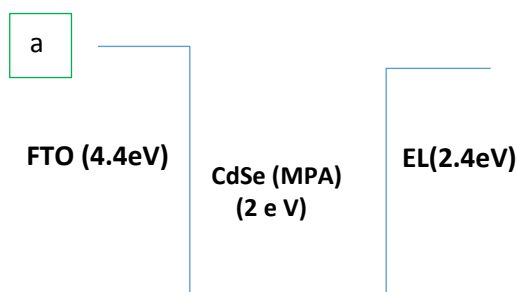 a
FTO (4.4eV)
CdSe (MPA)
(2 e V)
EL(2.4eV)